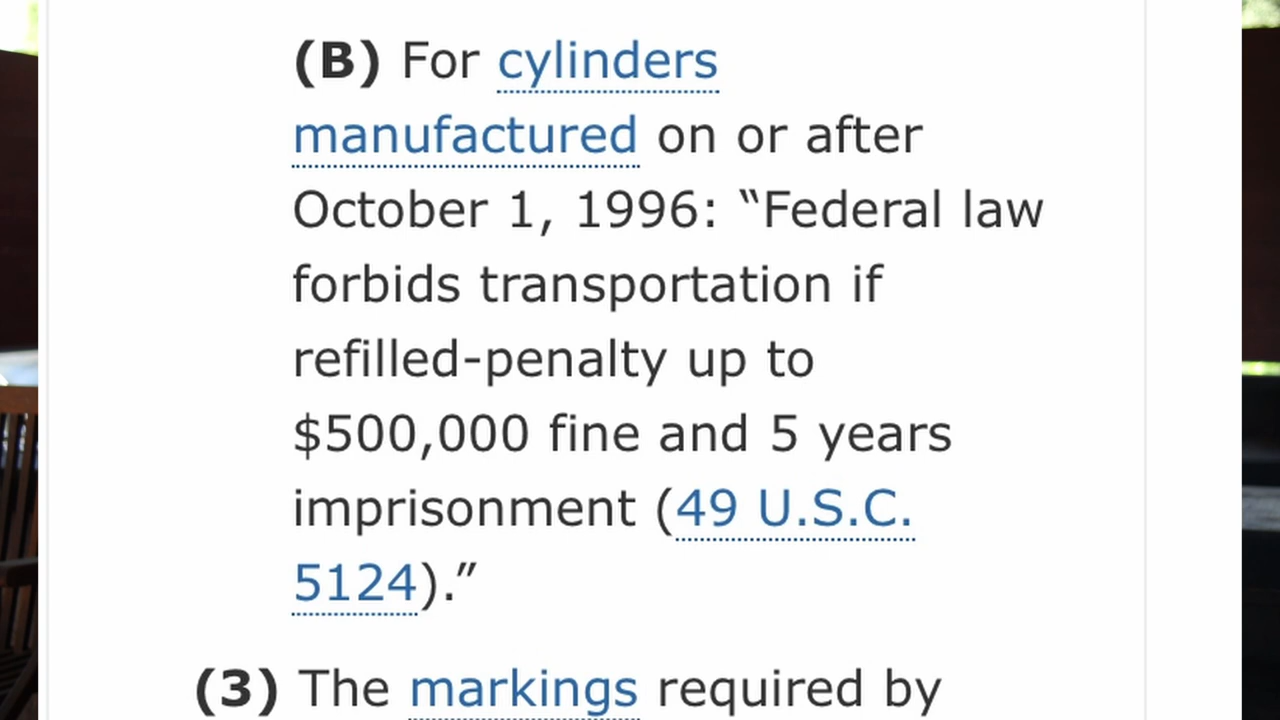 (B) For cylinders
manufactured on or after
October 1, 1996: “Federal law
forbids transportation if
refilled-penalty up to
$500,000 fine and 5 years
imprisonment (49 U.S.C.
5124).”
(3) The markings required by